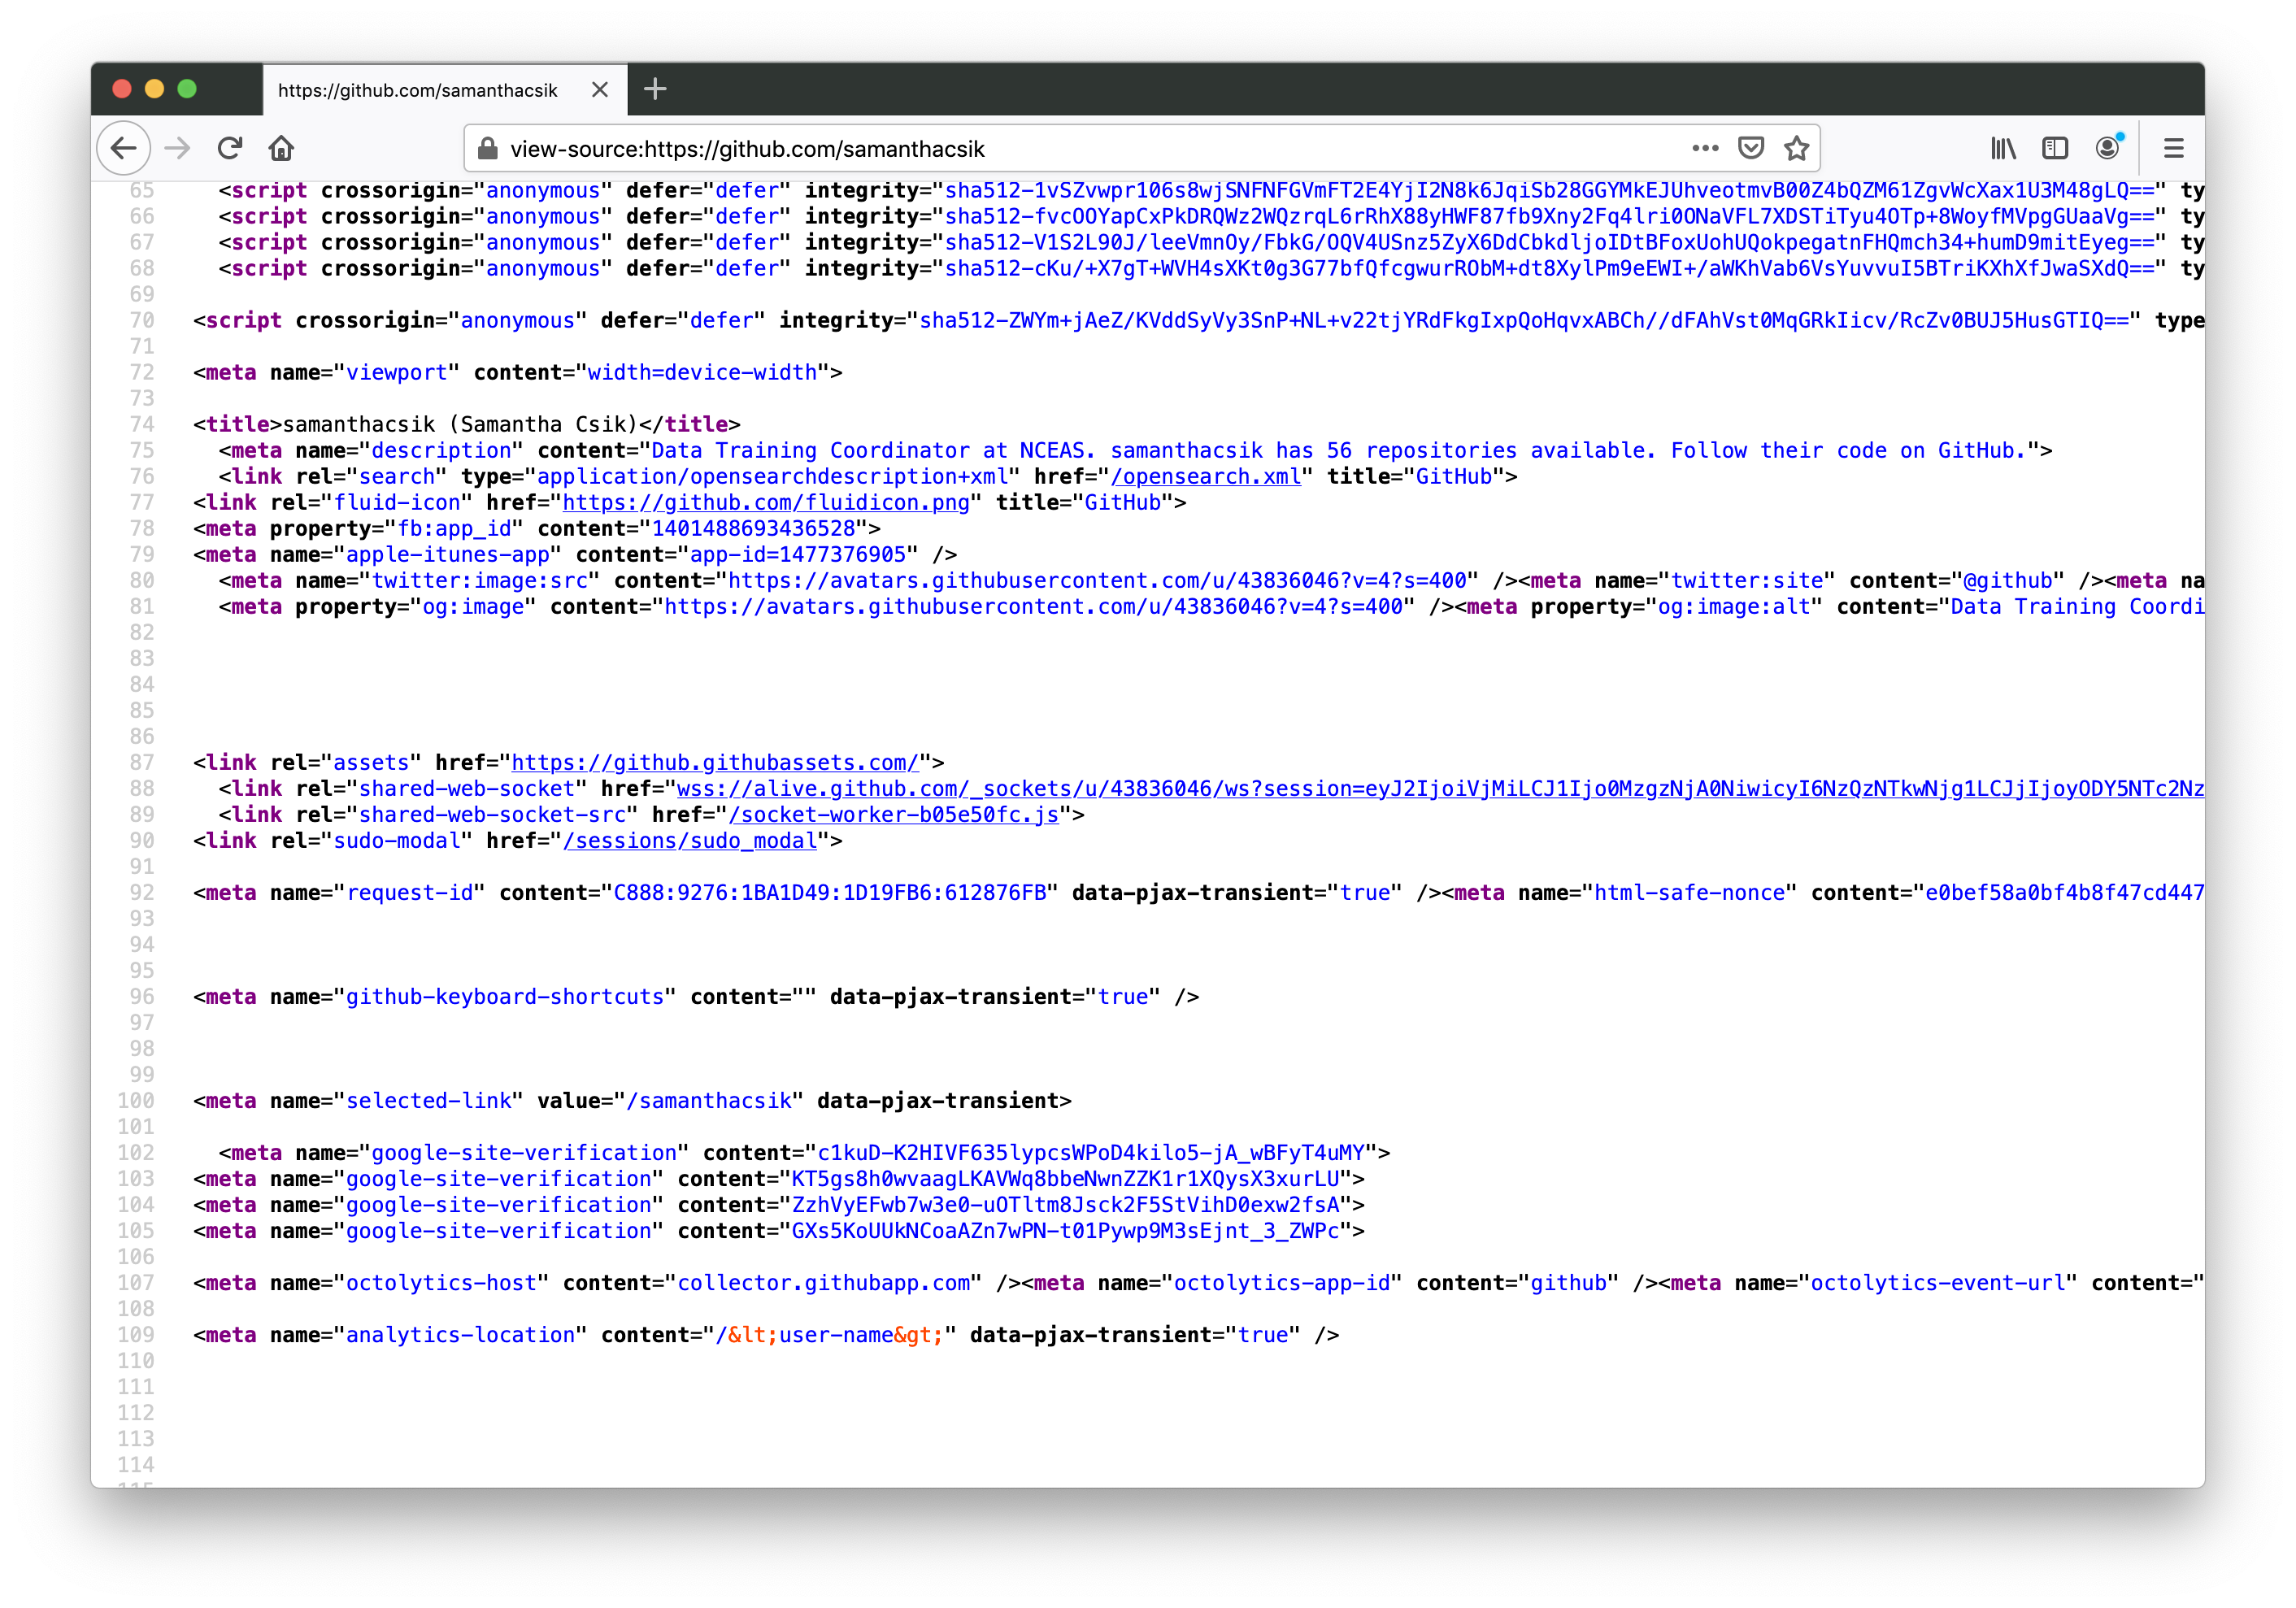 https://github.com/samanthacsik
view-source:https://github.com/samanthacsik
65 <script crossorigin="anonymous" defer="defer" integrity="sha512-1vSZvwpr106s8wjSNFNFGVmFT2E4YjI2N8k6JqiSb28GGYMkEJUhveotmvB00Z4bQZM61ZgvWcXax1U3M48gLQ==" ty
66 <script crossorigin="anonymous" defer="defer" integrity="sha512-fvcOOYapCxPkDRQWz2WQzrqL6rRhX88yHWF87fb9Xny2Fq4lri0ONaVFL7XDSTiTyu4OTp+8WoyfMVpgGUaaVg==" ty
67 <script crossorigin="anonymous" defer="defer" integrity="sha512-V1S2L90J/leeVmnOy/FbkG/OQV4USnz5ZyX6DdCbkdljoIDtBFoxUohUQokpegatnFHQmch34+humD9mitEyeg==" ty
68 <script crossorigin="anonymous" defer="defer" integrity="sha512-cKu/+X7gT+WVH4sXKt0g3G77bfQfcgwurRObM+dt8XylPm9eEWI+/aWKhVab6VsYuvvuI5BTriKXhXfJwaSXdQ==" ty
69
70 <script crossorigin="anonymous" defer="defer" integrity="sha512-ZWYm+jAeZ/KVddSyVy3SnP+NL+v22tjYRdFkgIxpQoHqvxABCh//dFAhVst0MqGRkIicv/RcZv0BUJ5HusGTIQ==" type
71
72 <meta name="viewport" content="width=device-width">
73
74 <title>samanthacsik (Samantha Csik)</title>
75 <meta name="description" content="Data Training Coordinator at NCEAS. samanthacsik has 56 repositories available. Follow their code on GitHub.">
76 <link rel="search" type="application/opensearchdescription+xml" href="/opensearch.xml" title="GitHub">
77 <link rel="fluid-icon" href="https://github.com/fluidicon.png" title="GitHub">
78 <meta property="fb:app_id" content="1401488693436528">
79 <meta name="apple-itunes-app" content="app-id=1477376905" />
80 <meta name="twitter:image:src" content="https://avatars.githubusercontent.com/u/43836046?v=4?s=400" /><meta name="twitter:site" content="@github" /><meta na
81 <meta property="og:image" content="https://avatars.githubusercontent.com/u/43836046?v=4?s=400" /><meta property="og:image:alt" content="Data Training Coordi
82
83
84
85
86
87 <link rel="assets" href="https://github.githubassets.com/">
88 <link rel="shared-web-socket" href="wss://alive.github.com/_sockets/u/43836046/ws?session=eyJ2IjoiVjMiLCJ1Ijo0MzgzNjA0NiwicyI6NzQzNTkwNjg1LCJjIjoyODY5NTc2Nz
89 <link rel="shared-web-socket-src" href="/socket-worker-b05e50fc.js">
90 <link rel="sudo-modal" href="/sessions/sudo_modal">
91
92 <meta name="request-id" content="C888:9276:1BA1D49:1D19FB6:612876FB" data-pjax-transient="true" /><meta name="html-safe-nonce" content="e0bef58a0bf4b8f47cd447
93
94
95
96 <meta name="github-keyboard-shortcuts" content="" data-pjax-transient="true" />
97
98
99
100 <meta name="selected-link" value="/samanthacsik" data-pjax-transient>
101
102 <meta name="google-site-verification" content="c1kuD-K2HIVF635lypcsWPoD4kilo5-jA_wBFyT4uMY">
103 <meta name="google-site-verification" content="KT5gs8h0wvaagLKAVWq8bbeNwnZZK1r1XQysX3xurLU">
104 <meta name="google-site-verification" content="ZzhVyEFwb7w3e0-uOTltm8Jsck2F5StVihD0exw2fsA">
105 <meta name="google-site-verification" content="GXs5KoUUkNCoaAZn7wPN-t01Pywp9M3sEjnt_3_ZWPc">
106
107 <meta name="octolytics-host" content="collector.githubapp.com" /><meta name="octolytics-app-id" content="github" /><meta name="octolytics-event-url" content="
108
109 <meta name="analytics-location" content="/&lt;user-name&gt;" data-pjax-transient="true" />
110
111
112
113
114
115